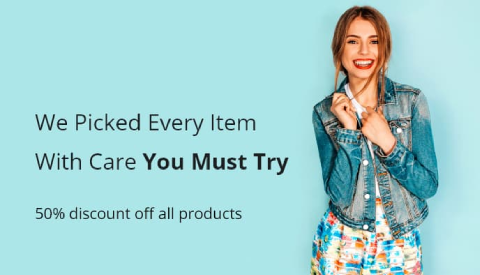 We Picked Every Item
With Care You Must Try
50% discount off all products